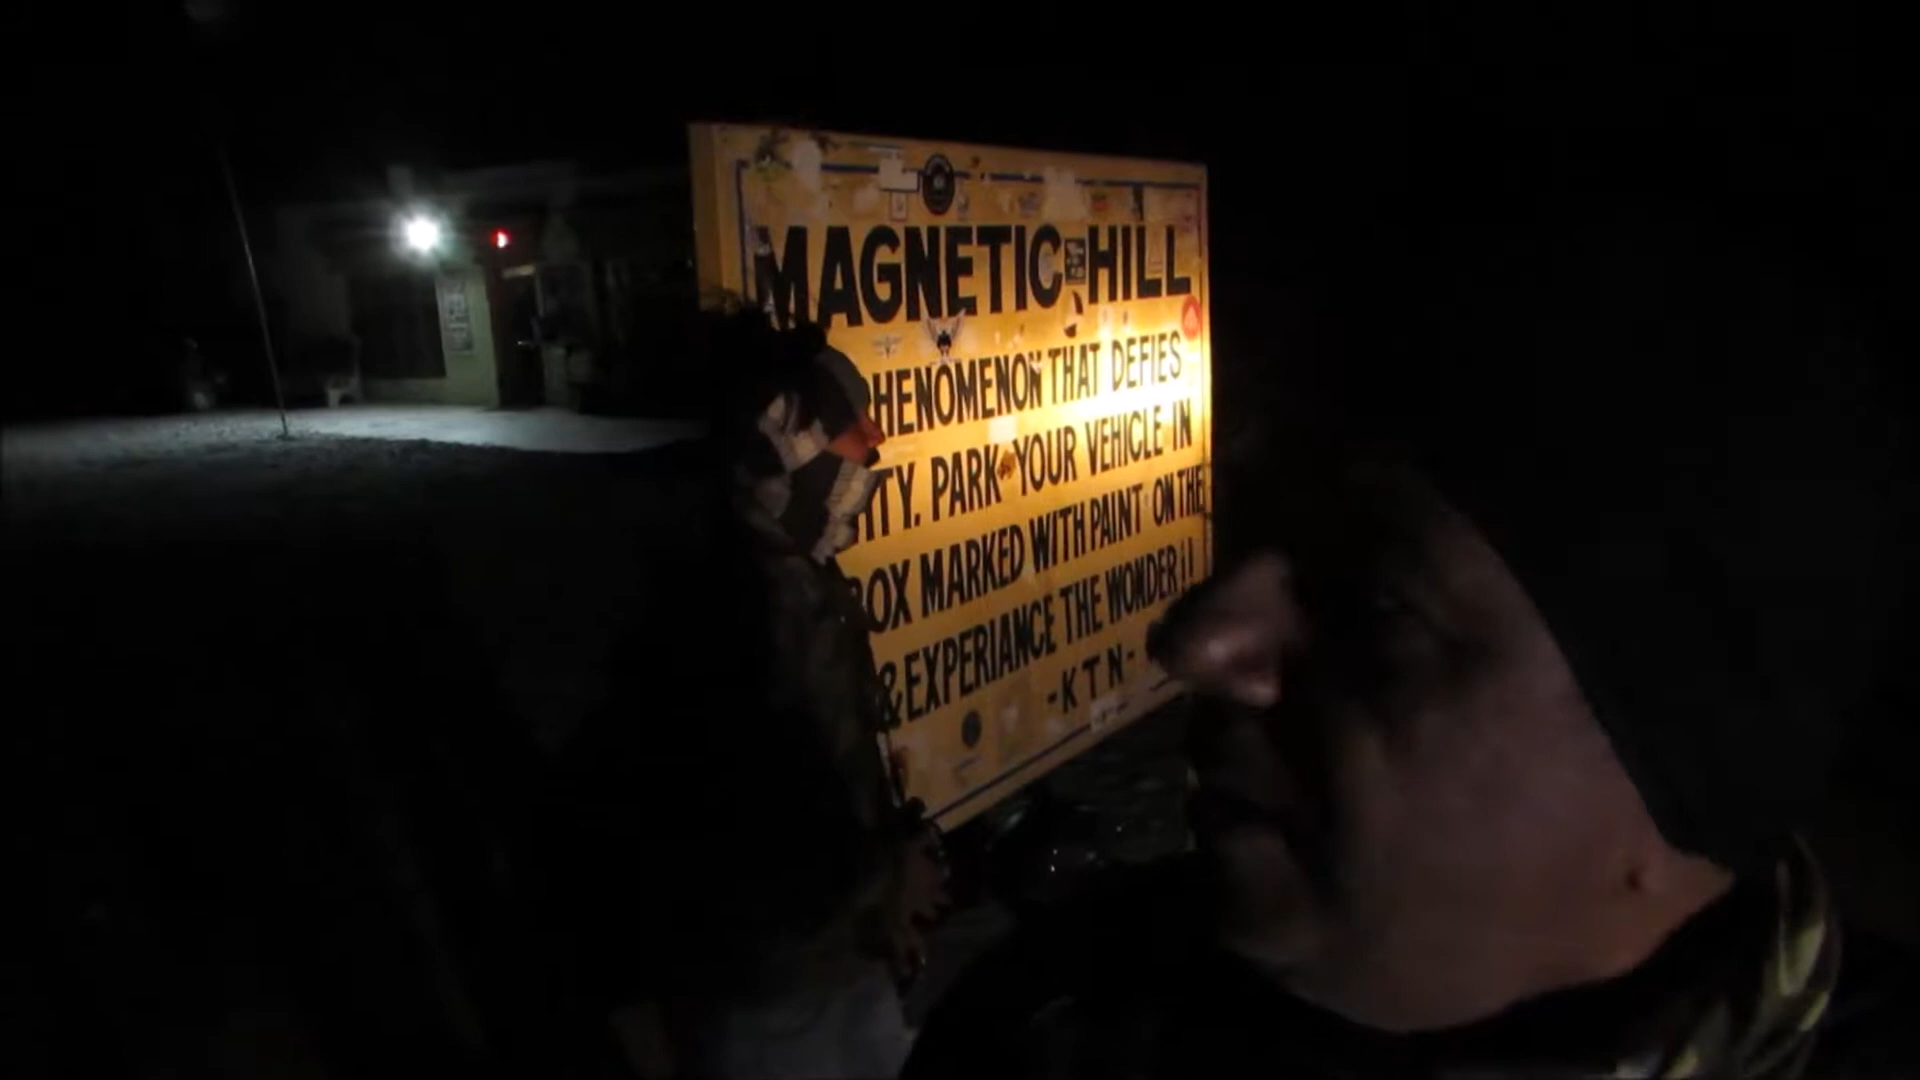 MAGNETIC HILL
PHENOMENON THAT DEFIES
ITY. PARK YOUR VEHICLE IN
BOX MARKED WITH PAINT ON THE
& EXPERIANCE THE WONDER!!
-KTN-